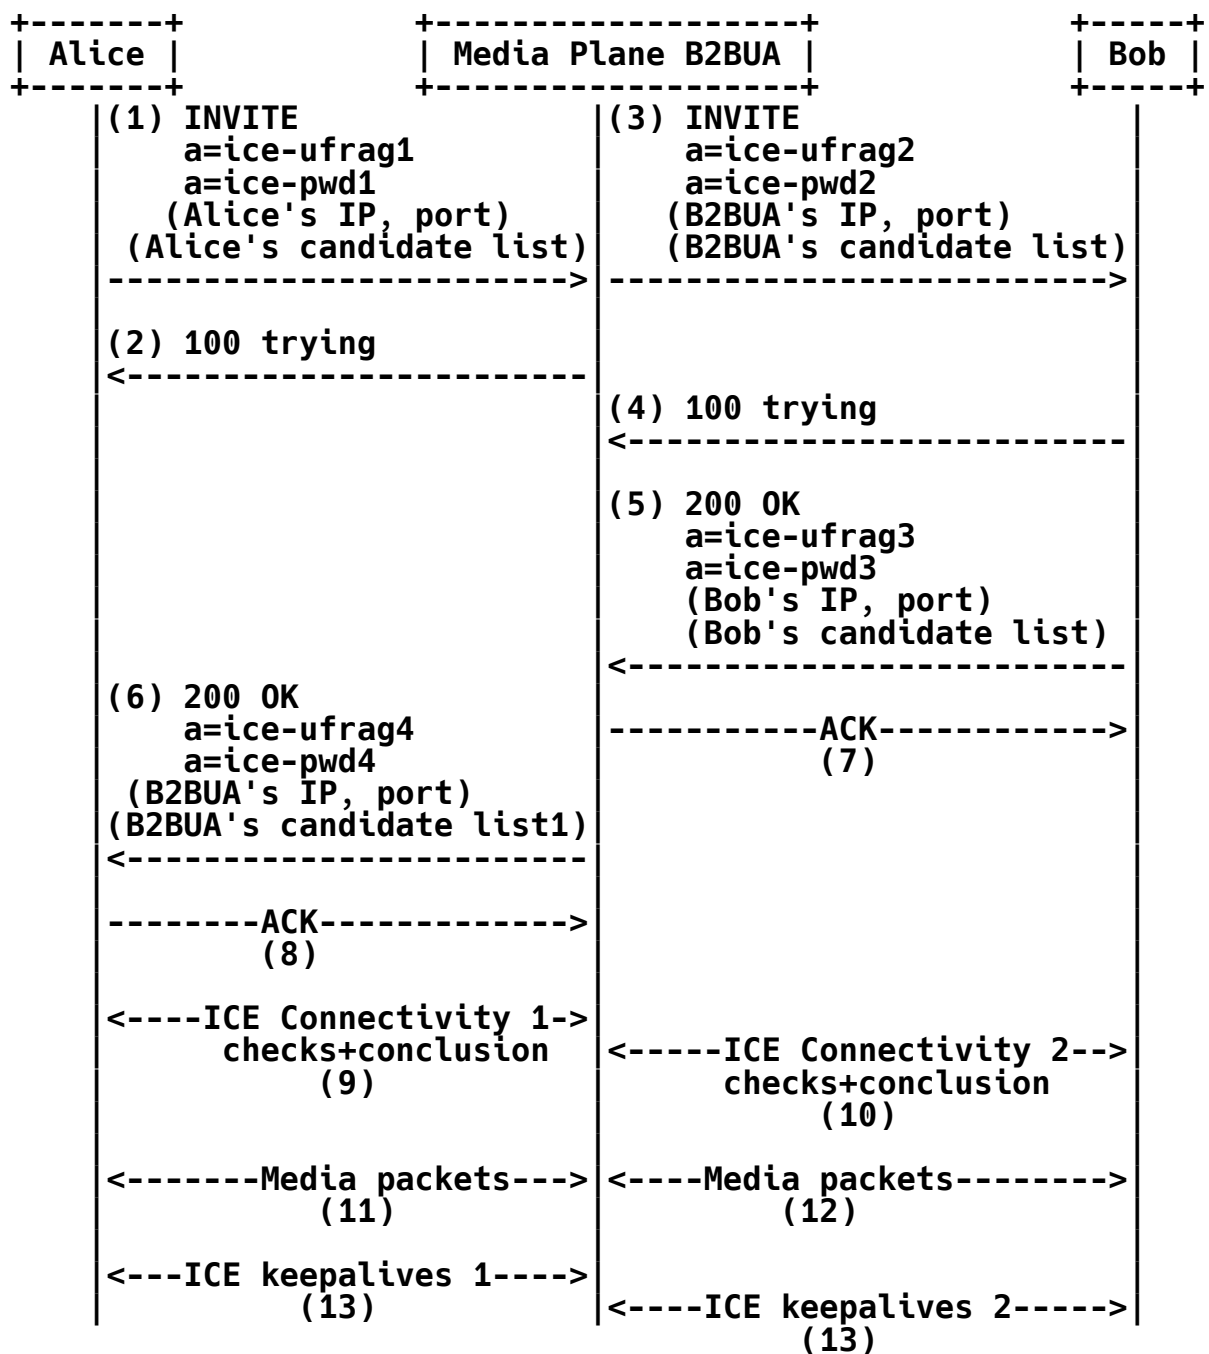 +-------+            +-------------------+             +-----+
| Alice |            | Media Plane B2BUA |             | Bob |
+-------+            +-------------------+             +-----+
    |(1) INVITE               |(3) INVITE                 |
    |    a=ice-ufrag1         |    a=ice-ufrag2           |
    |    a=ice-pwd1           |    a=ice-pwd2             |
    |   (Alice's IP, port)    |   (B2BUA's IP, port)      |
    | (Alice's candidate list)|   (B2BUA's candidate list)|
    |------------------------>|-------------------------->|
    |                         |                           |
    |(2) 100 trying           |                           |
    |<------------------------|                           |
    |                         |(4) 100 trying             |
    |                         |<--------------------------|
    |                         |                           |
    |                         |(5) 200 OK                 |
    |                         |    a=ice-ufrag3           |
    |                         |    a=ice-pwd3             |
    |                         |    (Bob's IP, port)       |
    |                         |    (Bob's candidate list) |
    |                         |<--------------------------|
    |(6) 200 OK               |                           |
    |    a=ice-ufrag4         |-----------ACK------------>|
    |    a=ice-pwd4           |           (7)             |
    | (B2BUA's IP, port)      |                           |
    |(B2BUA's candidate list1)|                           |
    |<------------------------|                           |
    |                         |                           |
    |--------ACK------------->|                           |
    |        (8)              |                           |
    |                         |                           |
    |<----ICE Connectivity 1->|                           |
    |      checks+conclusion  |<-----ICE Connectivity 2-->|
    |           (9)           |      checks+conclusion    |
    |                         |           (10)            |
    |                         |                           |
    |<-------Media packets--->|<----Media packets-------->|
    |           (11)          |         (12)              |
    |                         |                           |
    |<---ICE keepalives 1---->|                           |
    |          (13)           |<----ICE keepalives 2----->|
                                        (13)